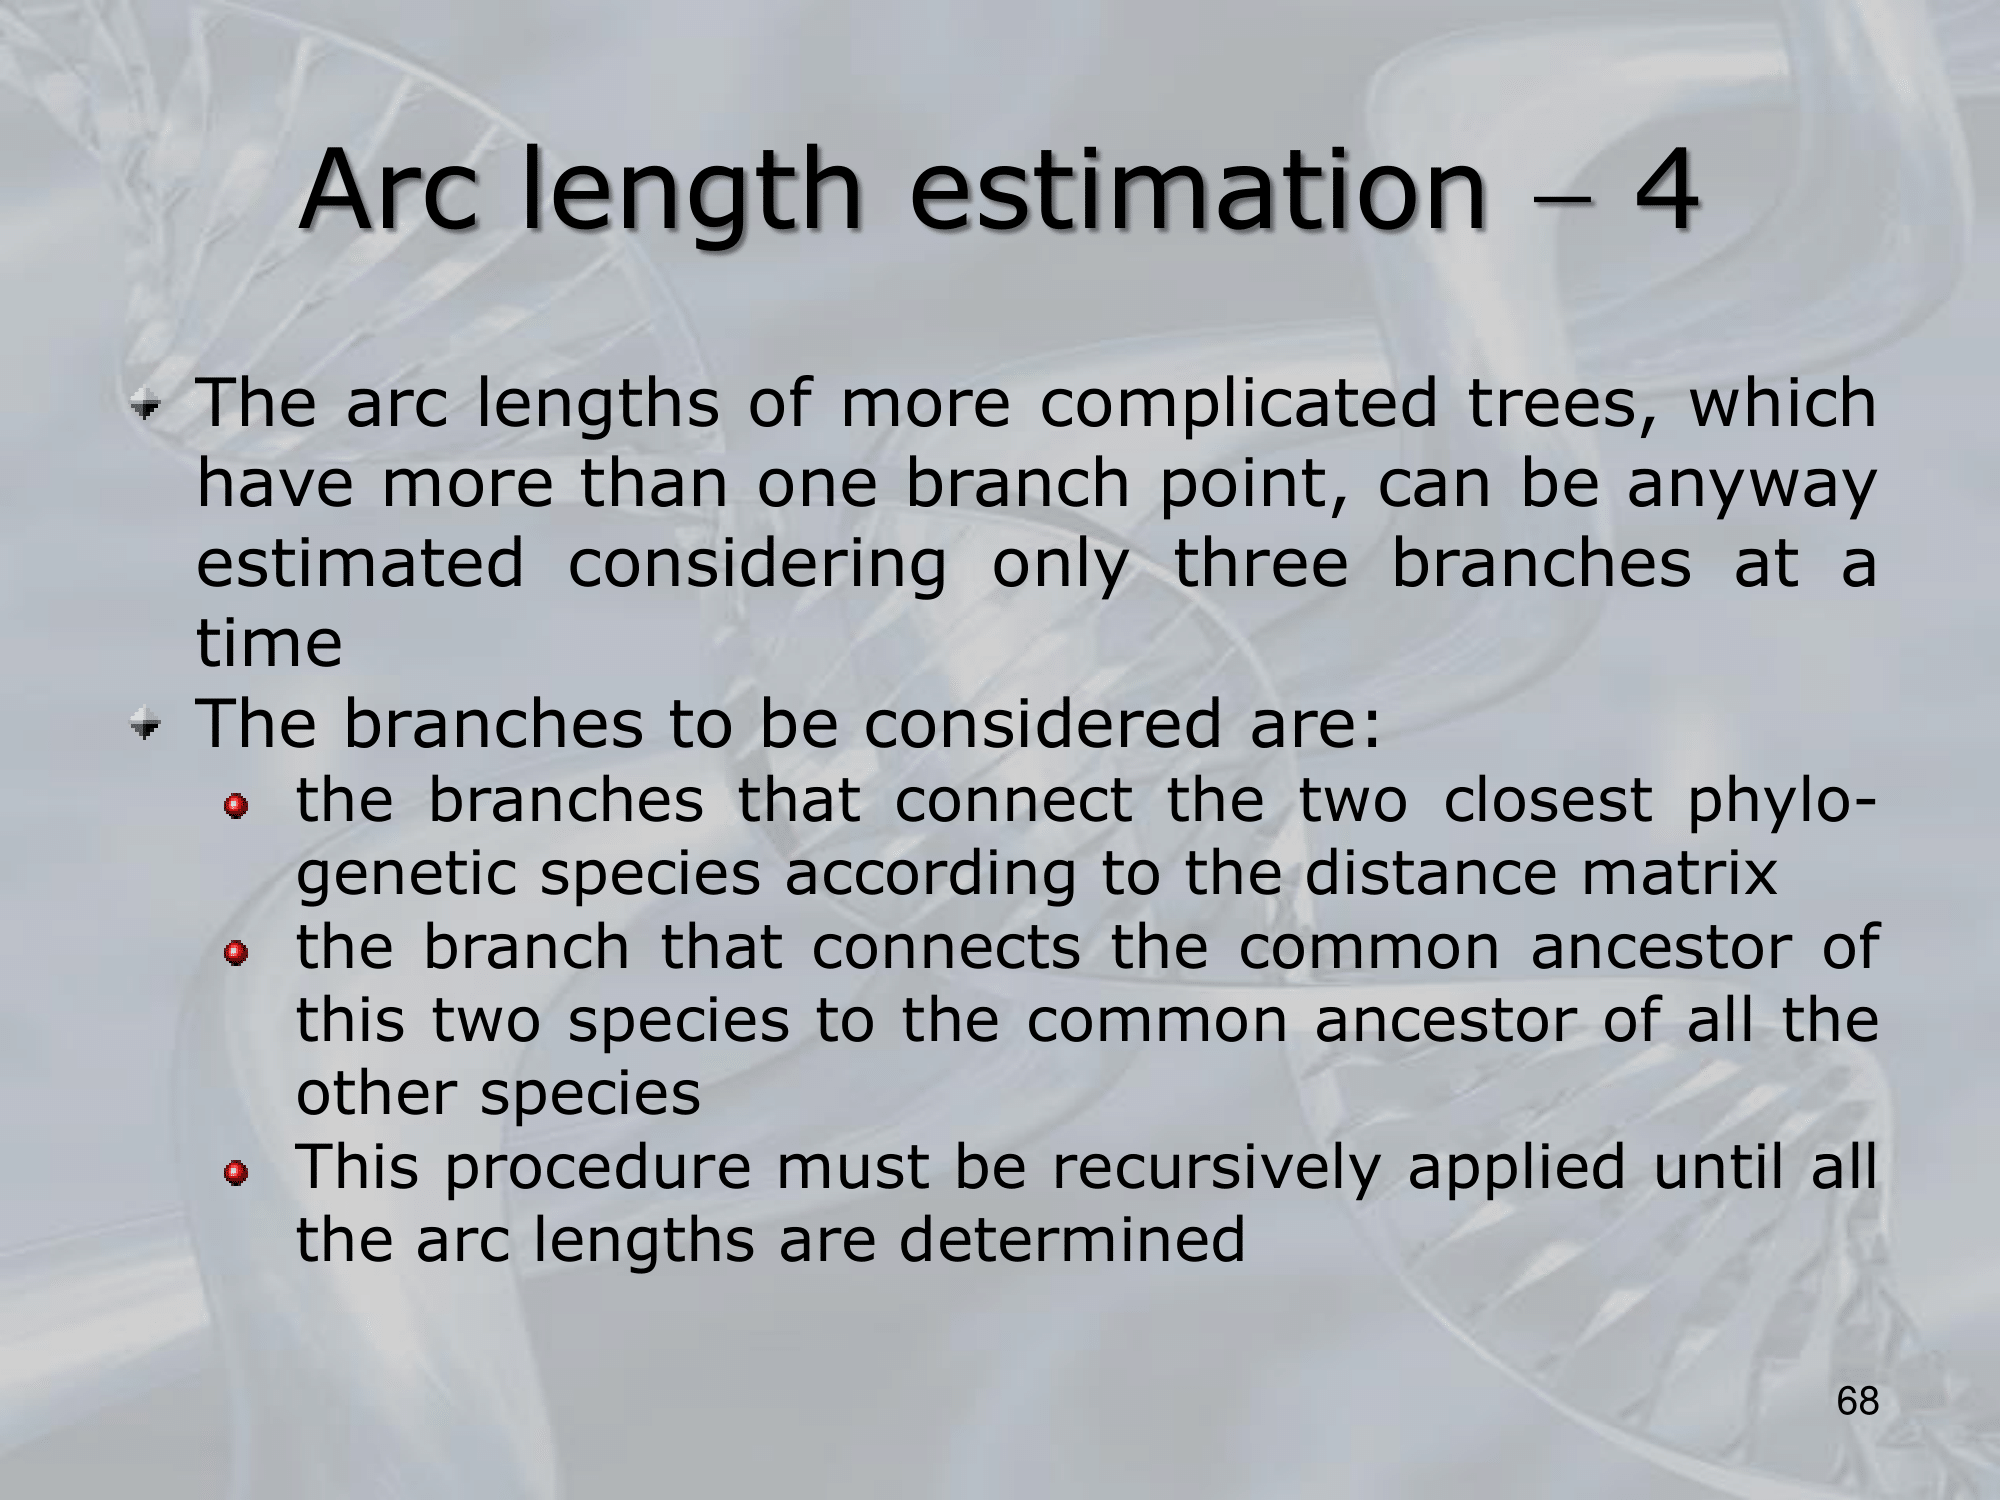 Arc length estimation – 4
The arc lengths of more complicated trees, which
have more than one branch point, can be anyway
estimated considering only three branches at a
time
The branches to be considered are:
the branches that connect the two closest phylo-
genetic species according to the distance matrix
the branch that connects the common ancestor of
this two species to the common ancestor of all the
other species
This procedure must be recursively applied until all
the arc lengths are determined
68